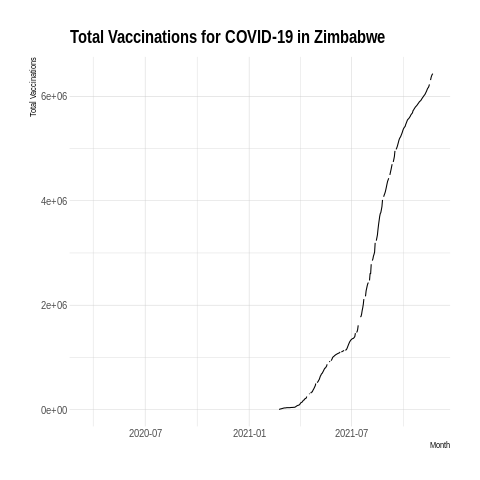 Total Vaccinations for COVID-19 in Zimbabwe
Total Vaccinations
6e+06
4e+06
2e+06
0e+00
2020-07 2021-01 2021-07
Month